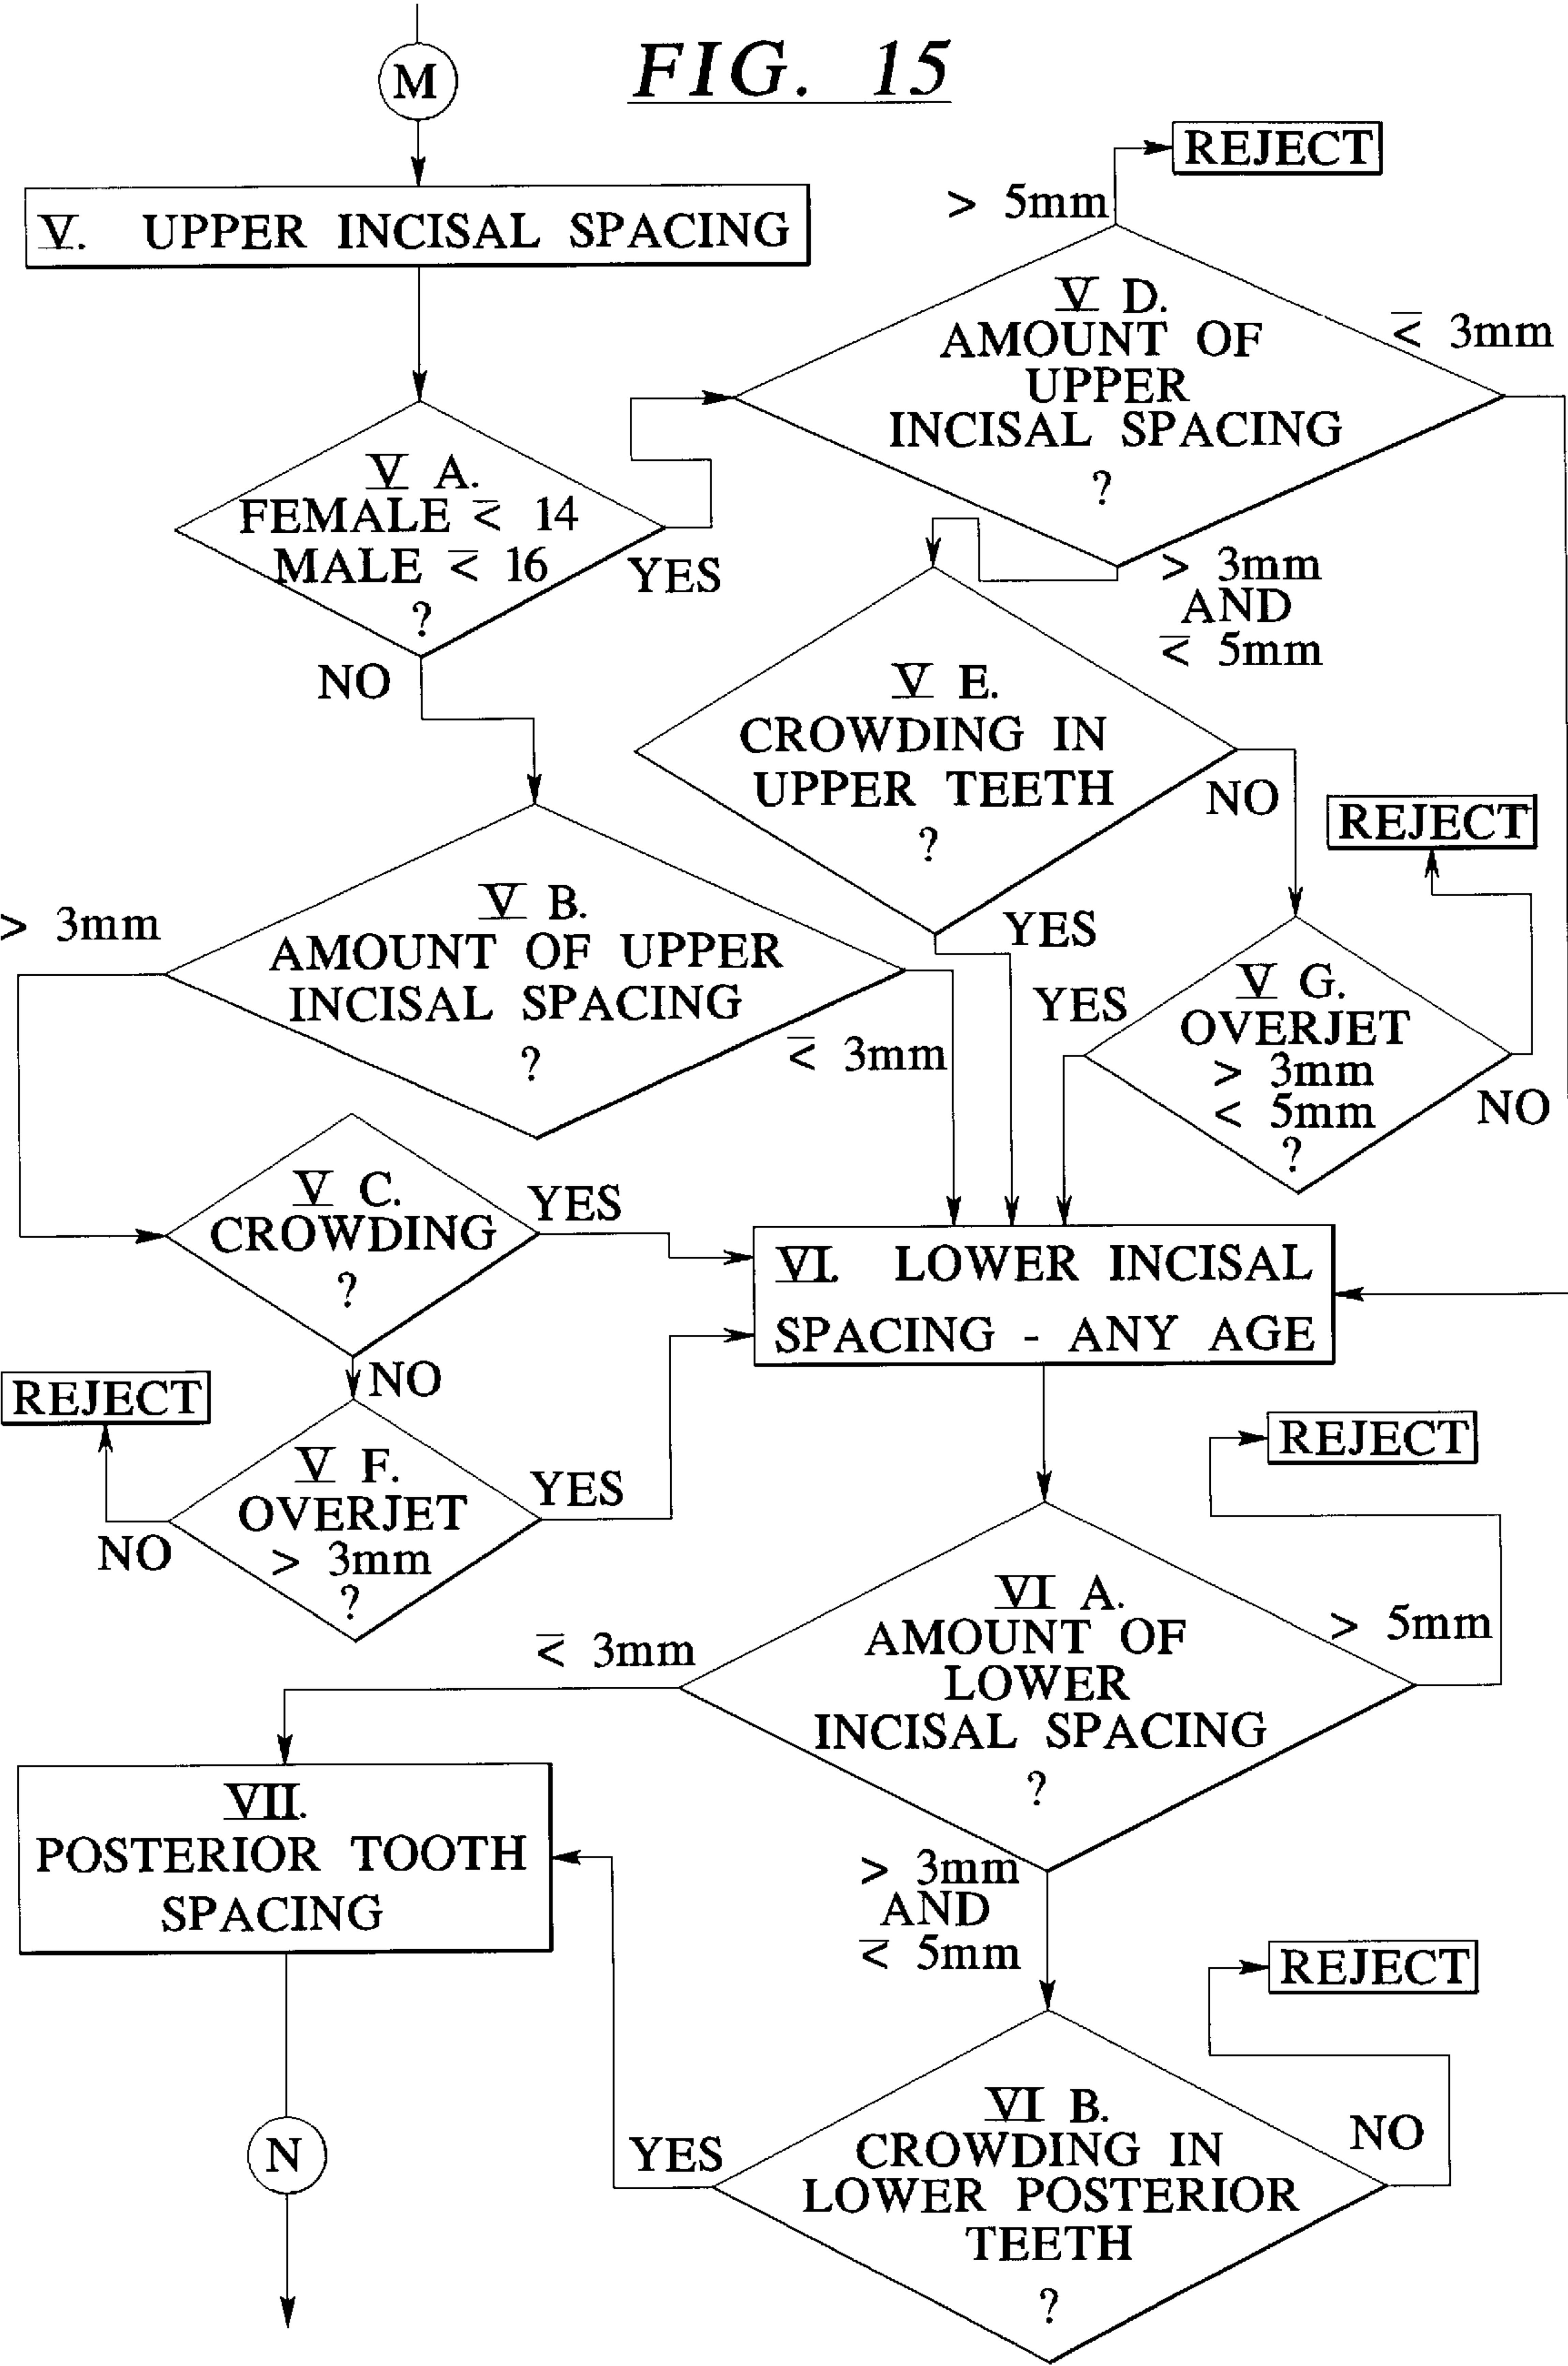 M
FIG. 15
REJECT
> 5mm
V. UPPER INCISAL SPACING
V D.
AMOUNT OF
UPPER
INCISAL SPACING
?
≤ 3mm
V A.
FEMALE ≤ 14
MALE ≤ 16
?
YES
NO
> 3mm
AND
≤ 5mm
V E.
CROWDING IN
UPPER TEETH
?
NO
YES
REJECT
V B.
AMOUNT OF UPPER
INCISAL SPACING
?
> 3mm
≤ 3mm
V G.
OVERJET
> 3mm
< 5mm
?
YES
NO
V C.
CROWDING
?
YES
NO
VI. LOWER INCISAL
SPACING - ANY AGE
REJECT
V F.
OVERJET
> 3mm
?
YES
NO
REJECT
VI A.
AMOUNT OF
LOWER
INCISAL SPACING
?
> 5mm
≤ 3mm
VII.
POSTERIOR TOOTH
SPACING
> 3mm
AND
≤ 5mm
REJECT
VI B.
CROWDING IN
LOWER POSTERIOR
TEETH
?
YES
NO
N